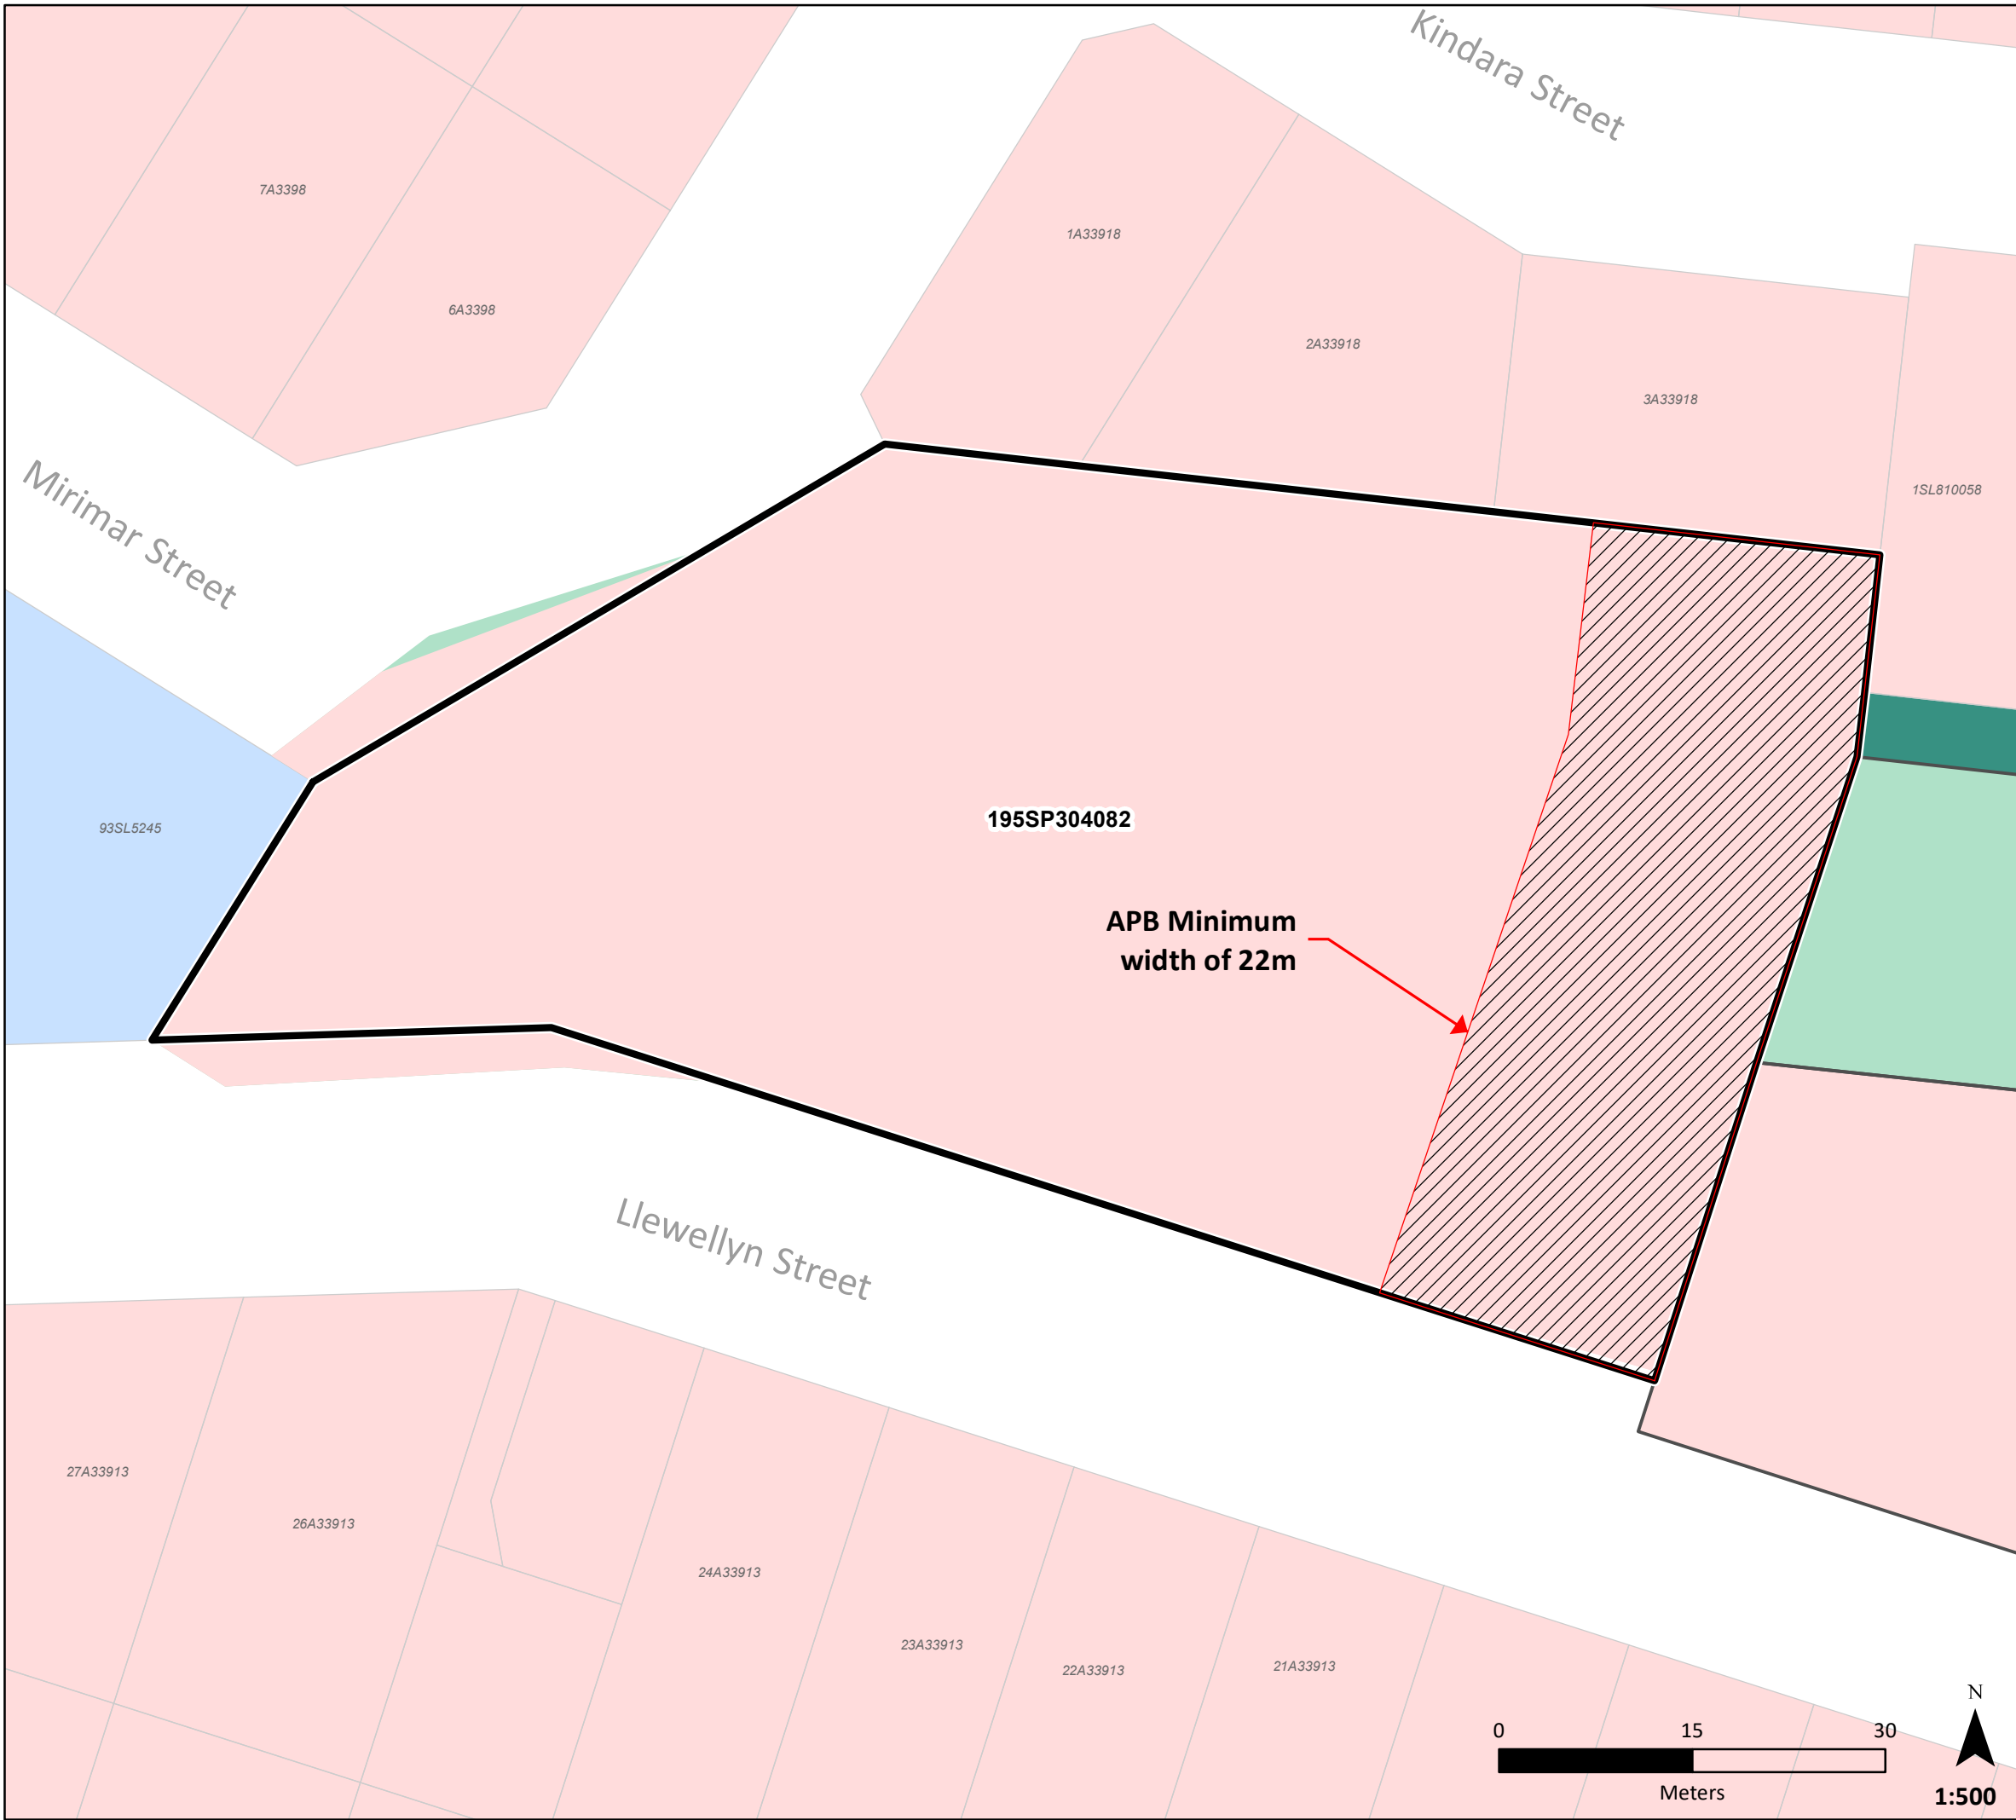 Kindara Street
7A3398
1A33918
6A3398
2A33918
3A33918
1SL810058
Mirimar Street
93SL5245
195SP304082
APB Minimum
width of 22m
Llewellyn Street
27A33913
26A33913
24A33913
23A33913
22A33913
21A33913
N
0 15 30
Meters
1:500